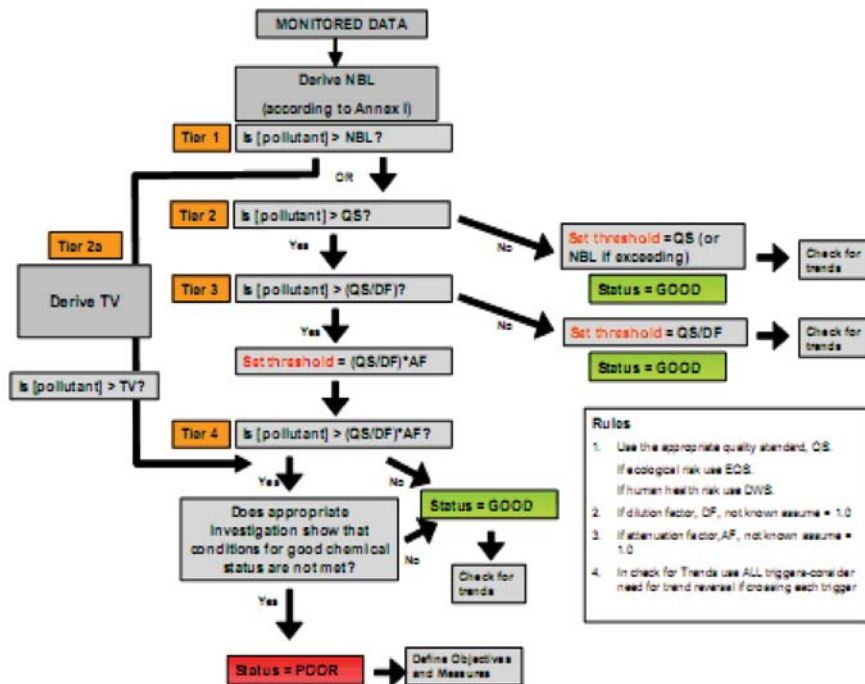 MONITORED DATA
Derive NBL
(according to Annex I)
Tier 1
Is [pollutant] > NBL?
OR
Tier 2
Is [pollutant] > QS?
Yes
No
Set threshold =QS (or
NBL if exceeding)
Status = GOOD
Check for
trends
Tier 2a
Derive TV
Is [pollutant] > TV?
Tier 3
Is [pollutant] > (QS/DF)?
Yes
No
Set threshold = QS/DF
Status = GOOD
Check for
trends
Set threshold = (QS/DF)*AF
Tier 4
Is [pollutant] > (QS/DF)*AF?
Yes
No
Status = GOOD
Does appropriate
investigation show that
conditions for good chemical
status are not met?
No
Check for
trends
Yes
Status = POOR
Define Objectives
and Measures
Rules
1. Use the appropriate quality standard, QS.
If ecological risk use EQS.
If human health risk use DWS.
2. If dilution factor, DF, not known assume = 1.0
3. If attenuation factor,AF, not known assume =
1.0
4. In check for Trends use ALL triggers-consider
need for trend reversal if crossing each trigger